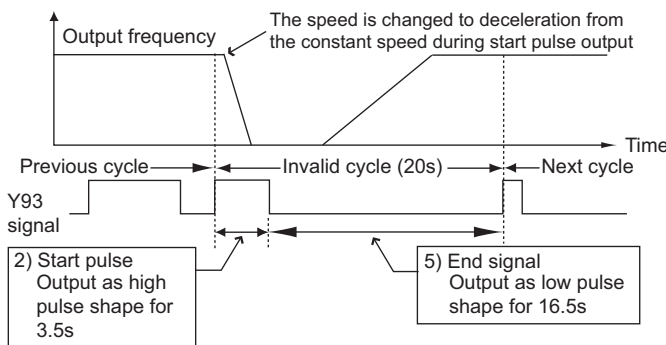 Output frequency
The speed is changed to deceleration from
the constant speed during start pulse output
Time
Previous cycle
Invalid cycle (20s)
Next cycle
Y93
signal
2) Start pulse
Output as high
pulse shape for
3.5s
5) End signal
Output as low pulse
shape for 16.5s